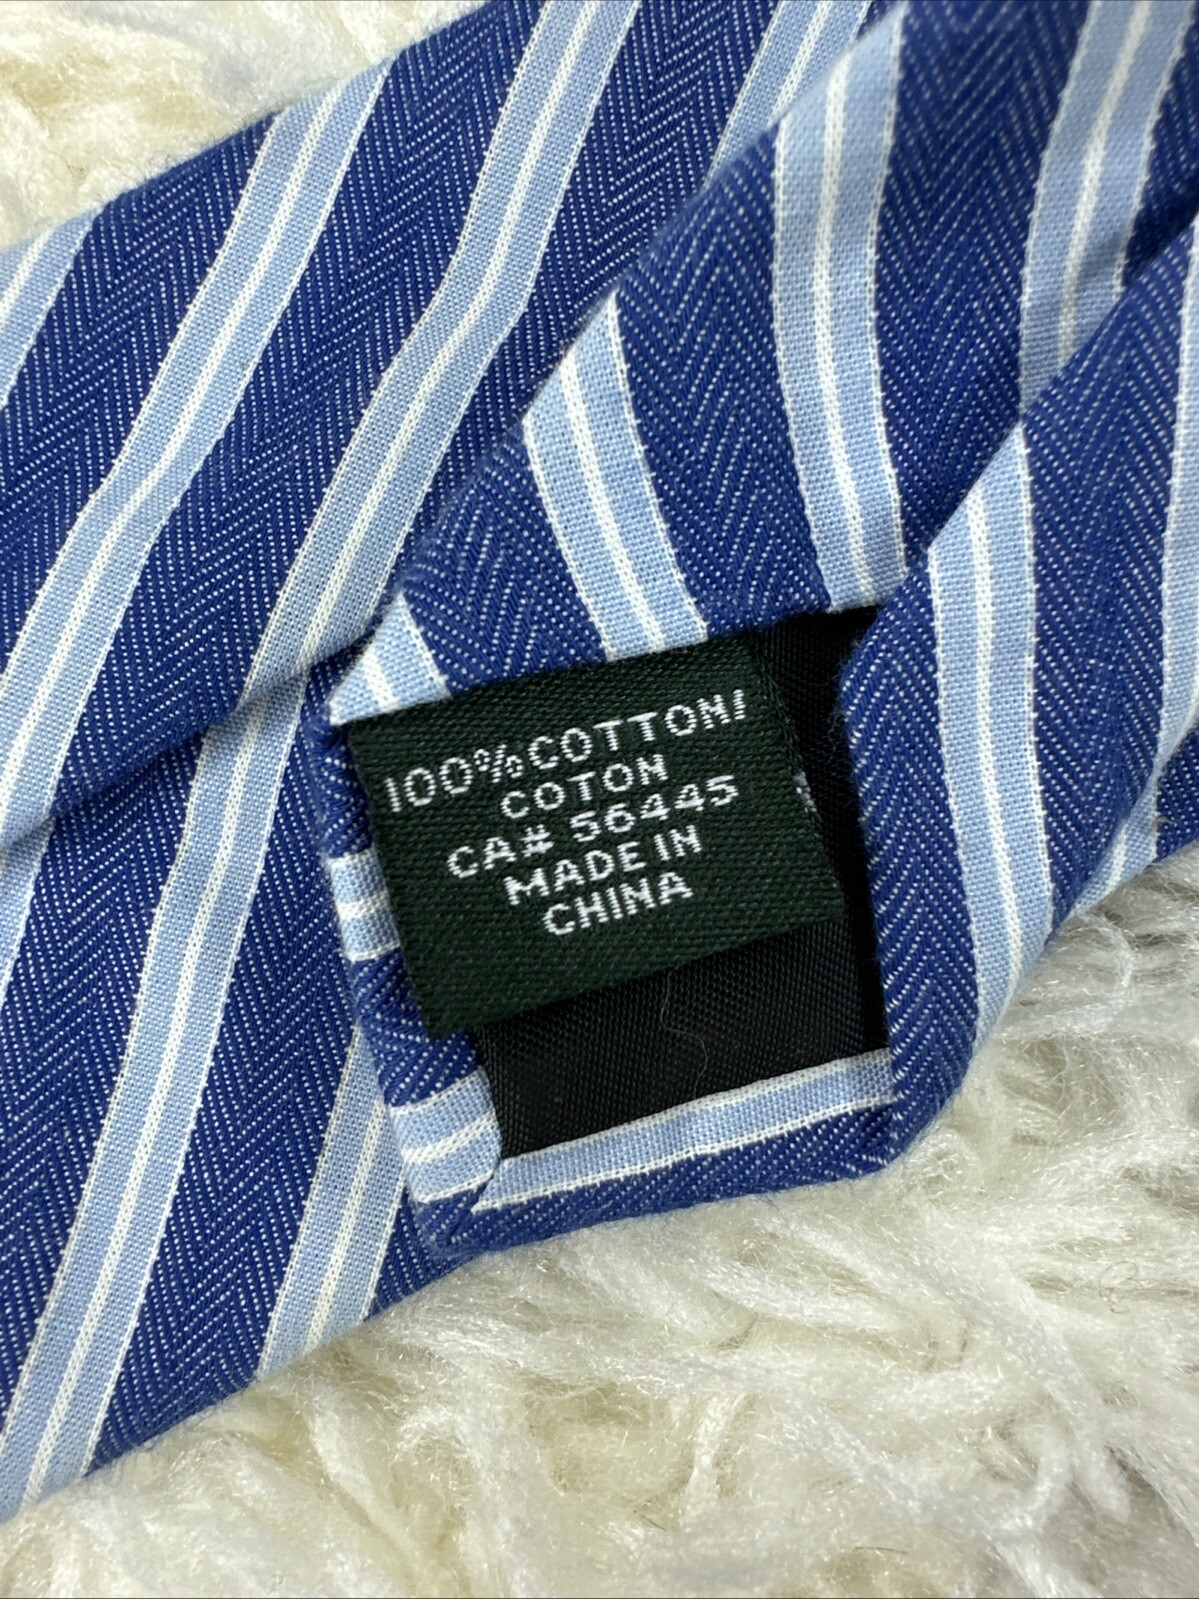 100% COTTON/
COTON
CA# 56445
MADE IN
CHINA